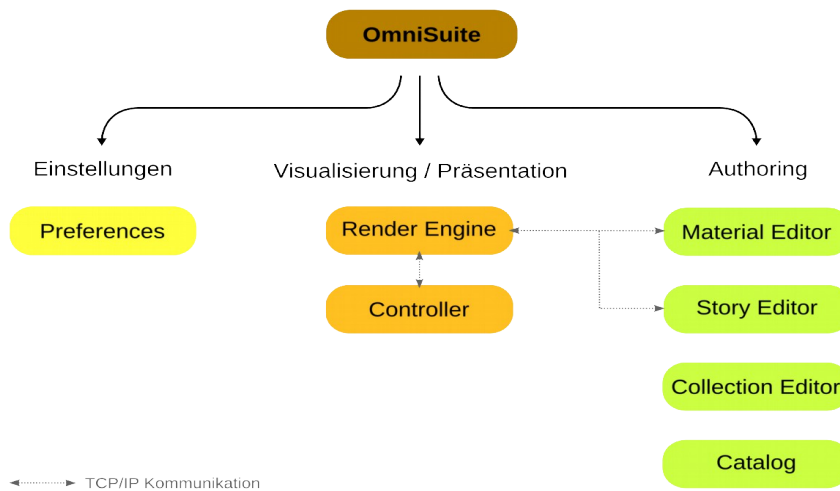 OmniSuite
Einstellungen
Visualisierung / Präsentation
Authoring
Preferences
Render Engine
Material Editor
Controller
Story Editor
Collection Editor
Catalog
TCP/IP Kommunikation